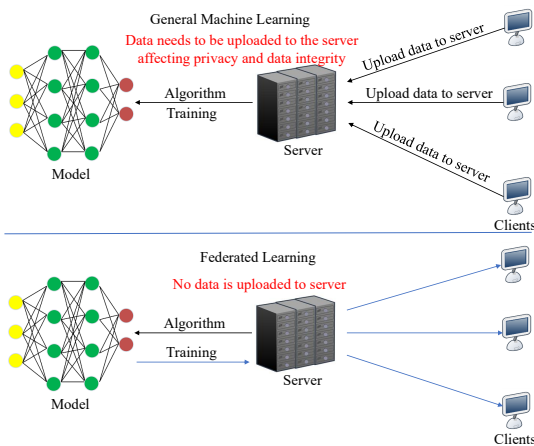 General Machine Learning
Data needs to be uploaded to the server
affecting privacy and data integrity
Upload data to server
Algorithm
Training
Upload data to server
Upload data to server
Server
Model
Clients
Federated Learning
No data is uploaded to server
Algorithm
Training
Server
Model
Clients